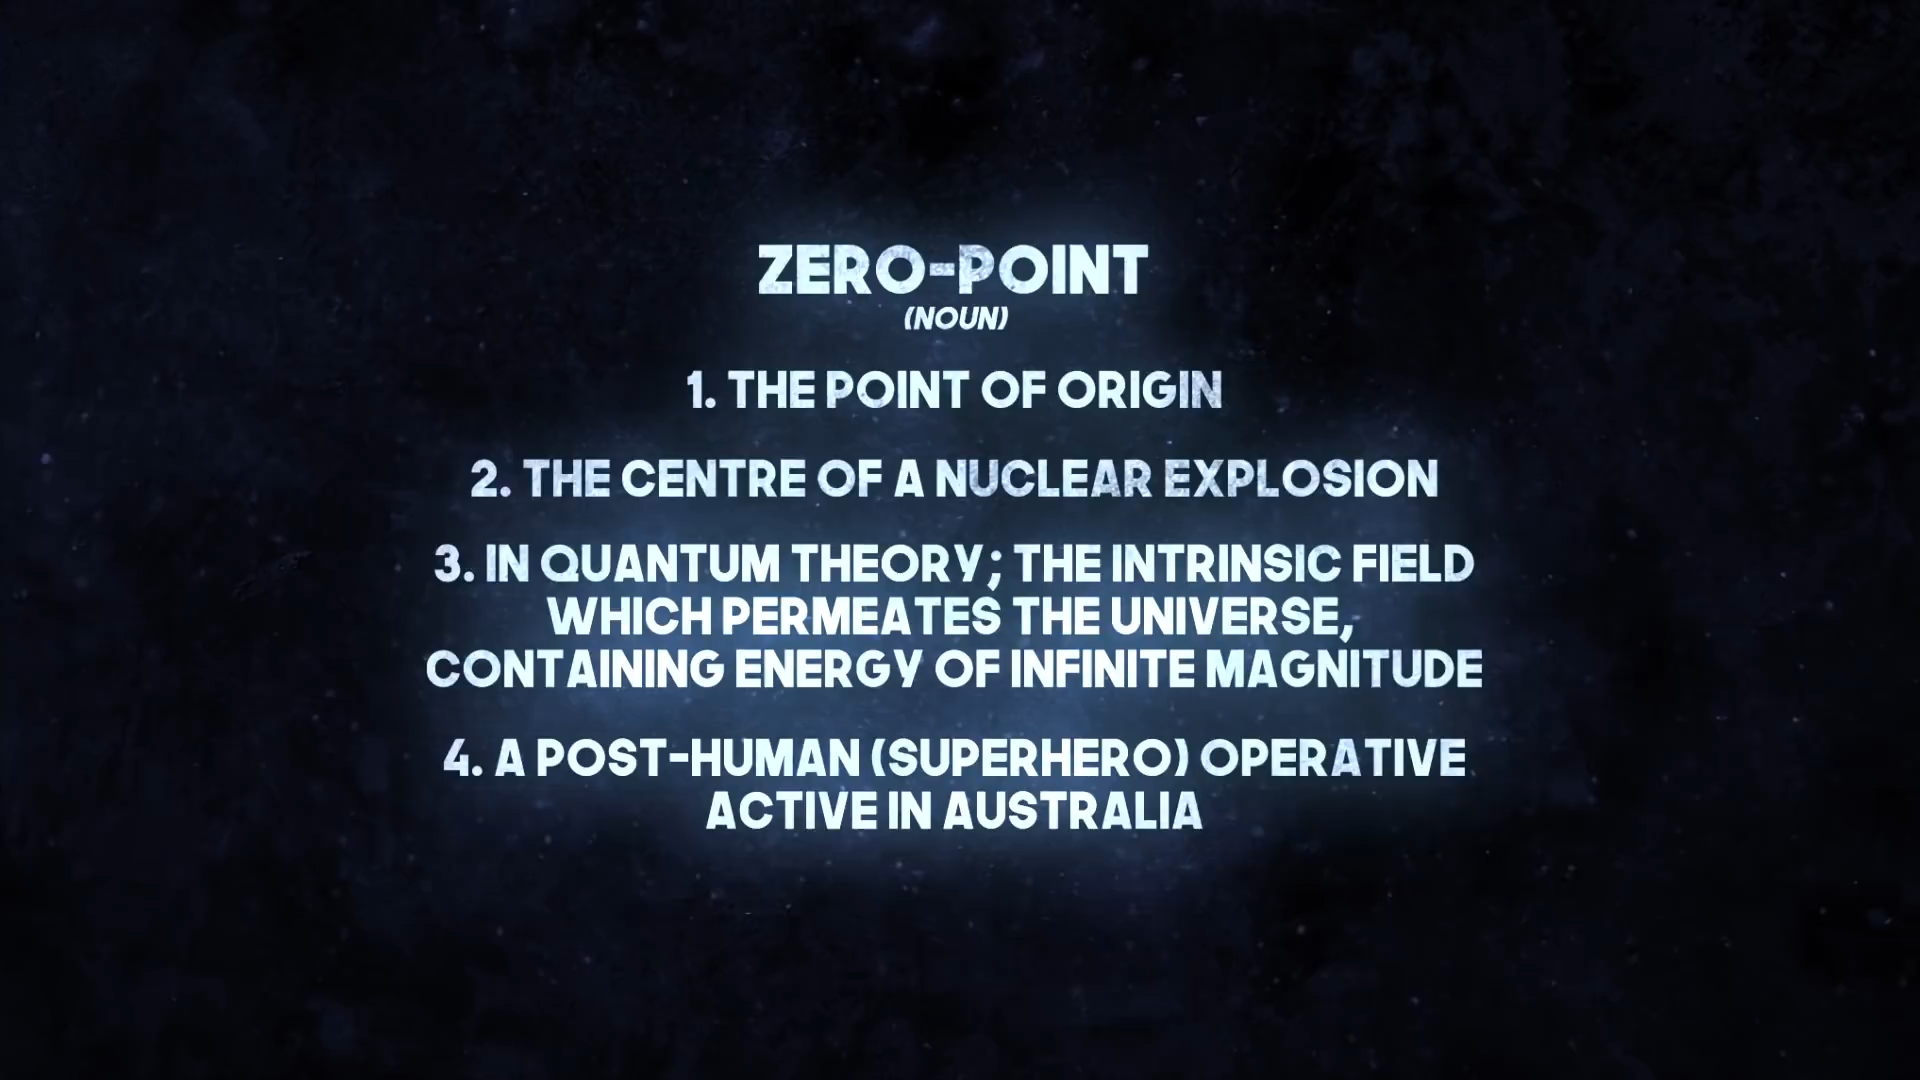 ZERO-POINT
(NOUN)
1. THE POINT OF ORIGIN
2. THE CENTRE OF A NUCLEAR EXPLOSION
3. IN QUANTUM THEORY; THE INTRINSIC FIELD
WHICH PERMEATES THE UNIVERSE,
CONTAINING ENERGY OF INFINITE MAGNITUDE
4. A POST-HUMAN (SUPERHERO) OPERATIVE
ACTIVE IN AUSTRALIA